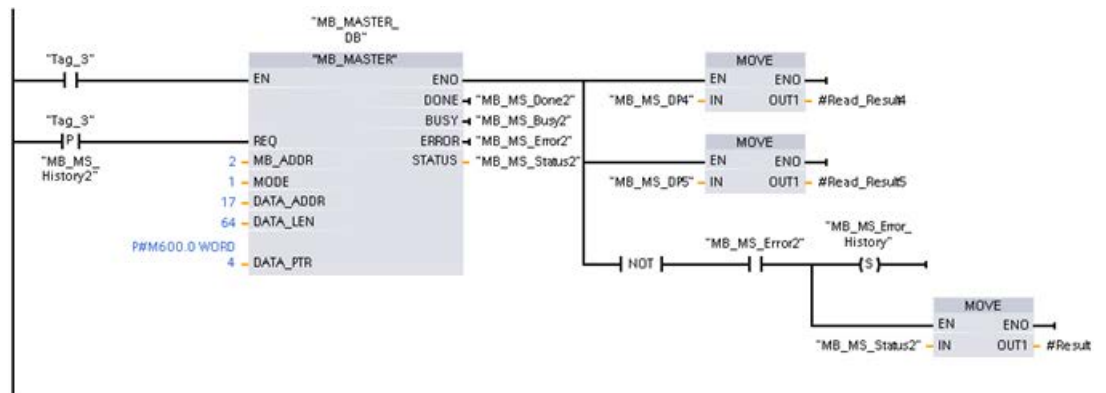 "MB_MASTER_
DB"
"Tag_3"
"MB_MASTER"
MOVE
EN
ENO
EN
ENO
DONE
"MB_MS_Done2"
"MB_MS_DP4"
IN
OUT1
#Read_Result4
"Tag_3"
BUSY
"MB_MS_Busy2"
P
REQ
ERROR
"MB_MS_Error2"
MOVE
"MB_MS_
History2"
2
MB_ADDR
STATUS
"MB_MS_Status2"
EN
ENO
1
MODE
"MB_MS_DP5"
IN
OUT1
#Read_Result5
17
DATA_ADDR
64
DATA_LEN
"MB_MS_Error_
History"
P#M600.0 WORD
4
DATA_PTR
"MB_MS_Error2"
NOT
S
MOVE
EN
ENO
"MB_MS_Status2"
IN
OUT1
#Result